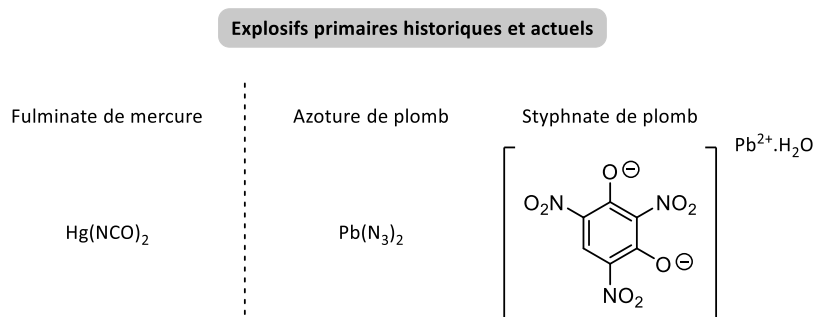 Explosifs primaires historiques et actuels
Fulminate de mercure
Azoture de plomb
Styphnate de plomb
Hg(NCO)₂
Pb(N₃)₂
Pb²⁺.H₂O
O⊖
O₂N
NO₂
O⊖
NO₂